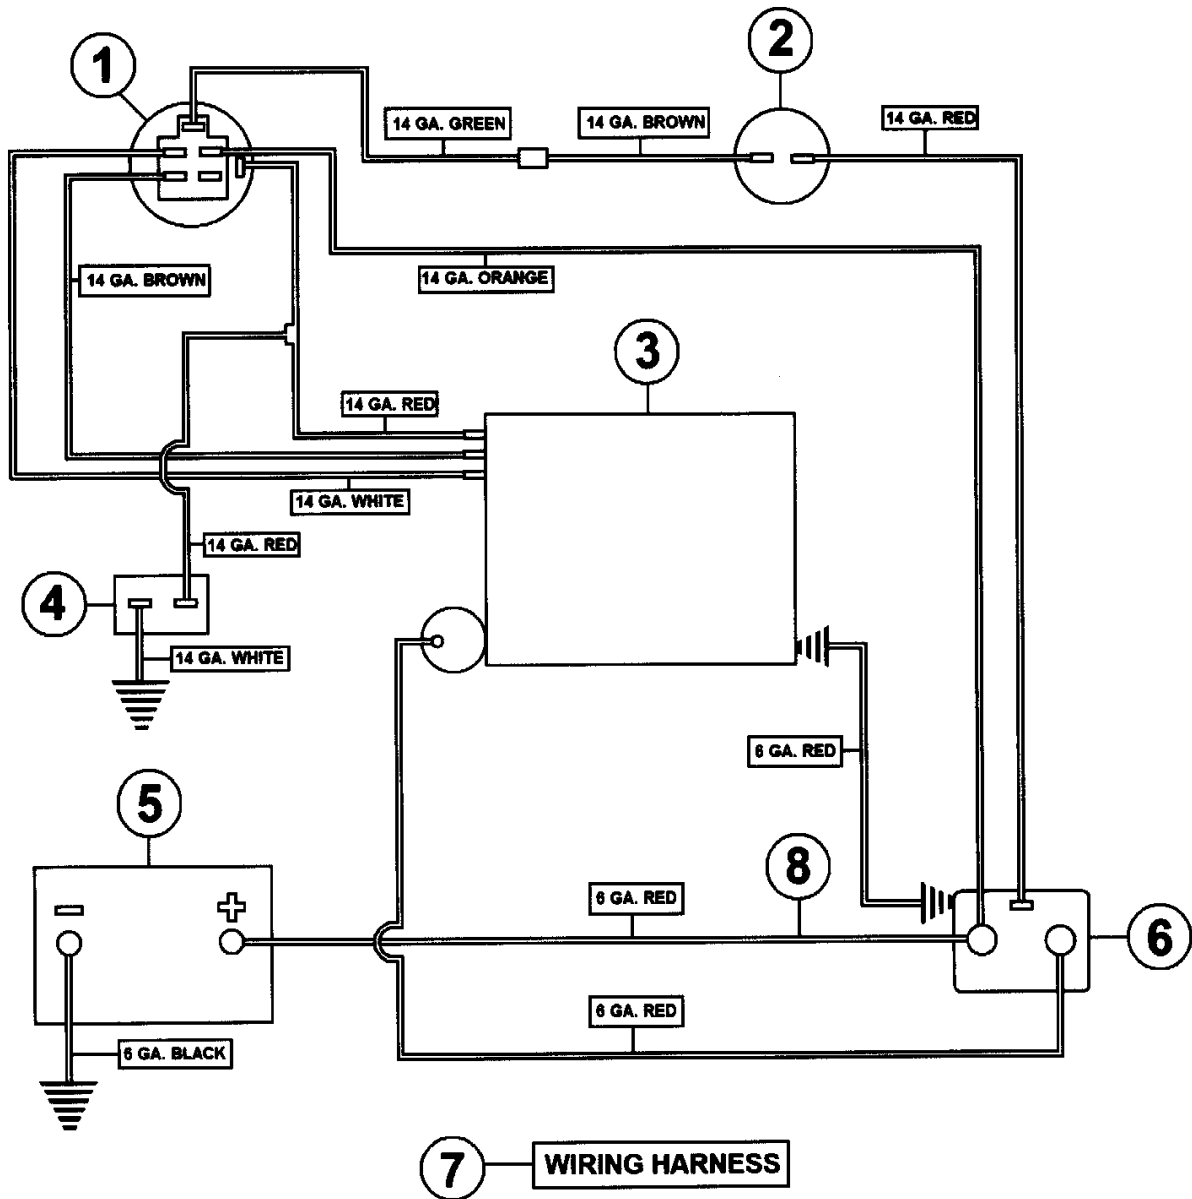 1
2
14 GA. GREEN
14 GA. BROWN
14 GA. RED
14 GA. BROWN
14 GA. ORANGE
3
14 GA. RED
14 GA. WHITE
14 GA. RED
4
14 GA. WHITE
6 GA. RED
5
8
6 GA. RED
6
6 GA. RED
6 GA. BLACK
7
WIRING HARNESS